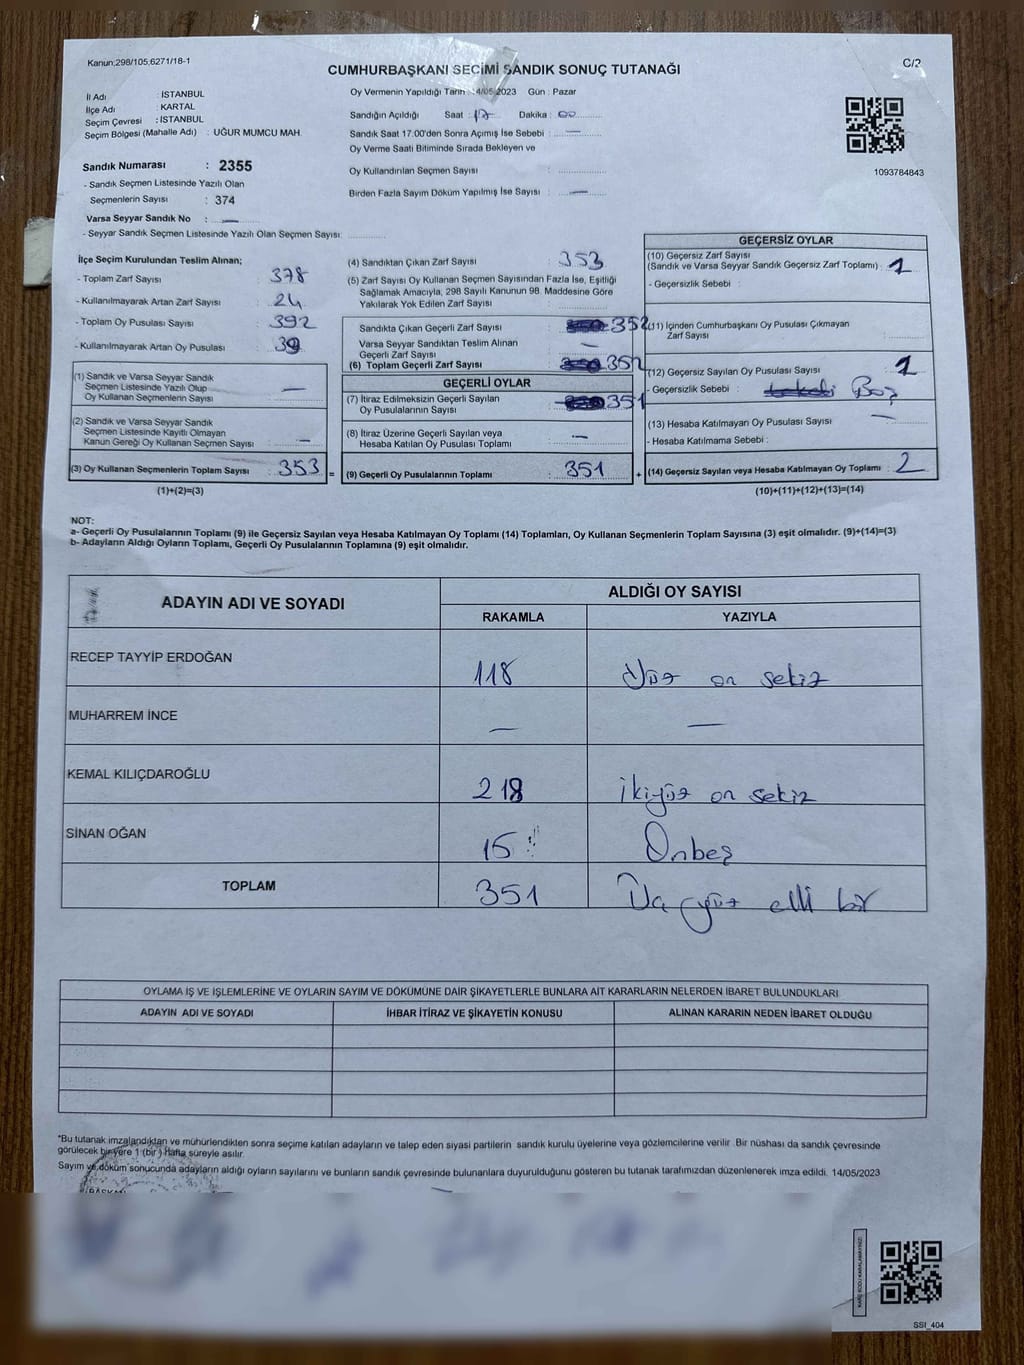 Kanun;298/105;6271/18-1
C/2
CUMHURBAŞKANI SEÇİMİ SANDIK SONUÇ TUTANAĞI
İl Adı : İSTANBUL
İlçe Adı : KARTAL
Seçim Çevresi : İSTANBUL
Seçim Bölgesi (Mahalle Adı) : UĞUR MUMCU MAH.
Sandık Numarası : 2355
- Sandık Seçmen Listesinde Yazılı Olan
Seçmenlerin Sayısı : 374
Varsa Seyyar Sandık No : —
- Seyyar Sandık Seçmen Listesinde Yazılı Olan Seçmen Sayısı:
Oy Vermenin Yapıldığı Tarih : 14/05/2023 Gün : Pazar
Sandığın Açıldığı Saat : 17 Dakika : 00
Sandık Saat 17.00'den Sonra Açımış İse Sebebi : —
Oy Verme Saati Bitiminde Sırada Bekleyen ve
Oy Kullandırılan Seçmen Sayısı :
Birden Fazla Sayım Döküm Yapılmış İse Sayısı : —
1093784843
İlçe Seçim Kurulundan Teslim Alınan;
- Toplam Zarf Sayısı : 378
- Kullanılmayarak Artan Zarf Sayısı : 24
- Toplam Oy Pusulası Sayısı : 392
- Kullanılmayarak Artan Oy Pusulası : 39
(1) Sandık ve Varsa Seyyar Sandık
Seçmen Listesinde Yazılı Olup
Oy Kullanan Seçmenlerin Sayısı : —
(2) Sandık ve Varsa Seyyar Sandık
Seçmen Listesinde Kayıtlı Olmayan
Kanun Gereği Oy Kullanan Seçmen Sayısı : —
(3) Oy Kullanan Seçmenlerin Toplam Sayısı : 353 =
(1)+(2)=(3)
(4) Sandıktan Çıkan Zarf Sayısı : 353
(5) Zarf Sayısı Oy Kullanan Seçmen Sayısından Fazla İse, Eşitliği
Sağlamak Amacıyla, 298 Sayılı Kanunun 98. Maddesine Göre
Yakılarak Yok Edilen Zarf Sayısı :
Sandıkta Çıkan Geçerli Zarf Sayısı : 352
Varsa Seyyar Sandıktan Teslim Alınan
Geçerli Zarf Sayısı : —
(6) Toplam Geçerli Zarf Sayısı : 352
GEÇERLİ OYLAR
(7) İtiraz Edilmeksizin Geçerli Sayılan
Oy Pusulalarının Sayısı : 351
(8) İtiraz Üzerine Geçerli Sayılan veya
Hesaba Katılan Oy Pusulası Toplamı : —
(9) Geçerli Oy Pusulalarının Toplamı : 351 +
GEÇERSİZ OYLAR
(10) Geçersiz Zarf Sayısı
(Sandık ve Varsa Seyyar Sandık Geçersiz Zarf Toplamı) : 1
- Geçersizlik Sebebi :
(11) İçinden Cumhurbaşkanı Oy Pusulası Çıkmayan
Zarf Sayısı :
(12) Geçersiz Sayılan Oy Pusulası Sayısı : 1
- Geçersizlik Sebebi : Boş
(13) Hesaba Katılmayan Oy Pusulası Sayısı : —
- Hesaba Katılmama Sebebi :
(14) Geçersiz Sayılan veya Hesaba Katılmayan Oy Toplamı : 2
(10)+(11)+(12)+(13)=(14)
NOT:
a- Geçerli Oy Pusulalarının Toplamı (9) ile Geçersiz Sayılan veya Hesaba Katılmayan Oy Toplamı (14) Toplamları, Oy Kullanan Seçmenlerin Toplam Sayısına (3) eşit olmalıdır. (9)+(14)=(3)
b- Adayların Aldığı Oyların Toplamı, Geçerli Oy Pusulalarının Toplamına (9) eşit olmalıdır.
ADAYIN ADI VE SOYADI
ALDIĞI OY SAYISI
RAKAMLA YAZIYLA
RECEP TAYYİP ERDOĞAN 118 Yüz on sekiz
MUHARREM İNCE — —
KEMAL KILIÇDAROĞLU 218 ikiyüz on sekiz
SİNAN OĞAN 15 Onbeş
TOPLAM 351 Üç yüz elli bir
OYLAMA İŞ VE İŞLEMLERİNE VE OYLARIN SAYIM VE DÖKÜMÜNE DAİR ŞİKAYETLERLE BUNLARA AİT KARARLARIN NELERDEN İBARET BULUNDUKLARI
ADAYIN ADI VE SOYADI İHBAR İTİRAZ VE ŞİKAYETİN KONUSU ALINAN KARARIN NEDEN İBARET OLDUĞU
*Bu tutanak imzalandıktan ve mühürlendikten sonra seçime katılan adayların ve talep eden siyasi partilerin sandık kurulu üyelerine veya gözlemcilerine verilir .Bir nüshası da sandık çevresinde
görülecek bir yere 1 (bir) Hafta süreyle asılır.
Sayım ve döküm sonucunda adayların aldığı oyların sayılarını ve bunların sandık çevresinde bulunanlara duyurulduğunu gösteren bu tutanak tarafımızdan düzenlenerek imza edildi. 14/05/2023
BAŞKAN
KARE KODU KARALAMAYINIZ!
SSI_404